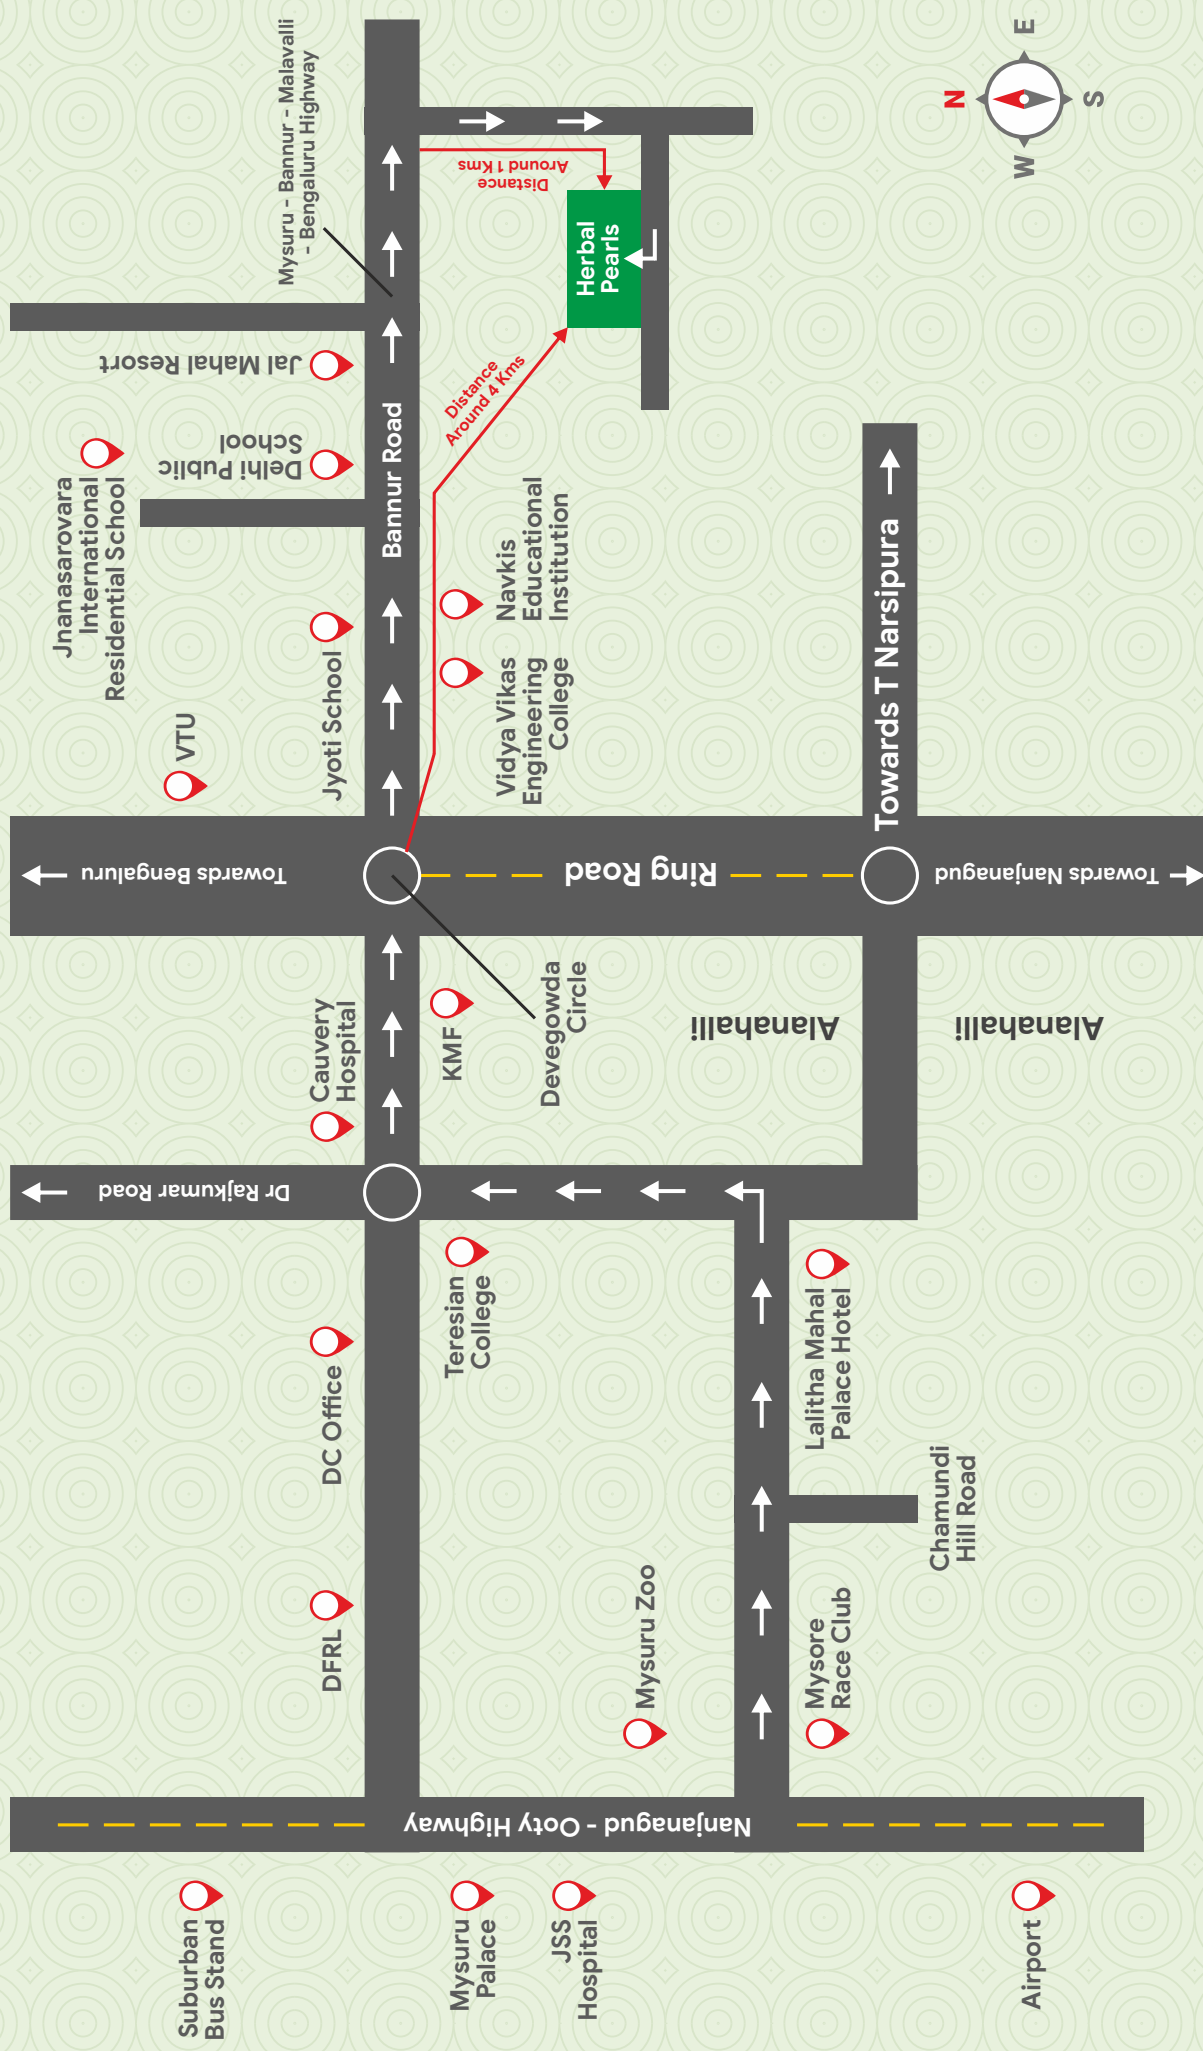 Mysuru - Bannur - Malavalli
- Bengaluru Highway
N
E
S
W
Distance
Around 1 Kms
Herbal
Pearls
Jal Mahal Resort
Distance
Around 4 Kms
Delhi Public
School
Bannur Road
Jnanasarovara
International
Residential School
Navkis
Educational
Institution
Jyoti School
Vidya Vikas
Engineering
College
VTU
Towards T Narsipura
Towards Bengaluru
Ring Road
Towards Nanjanagud
Cauvery
Hospital
KMF
Devegowda
Circle
Alanahalli
Alanahalli
Dr Rajkumar Road
Teresian
College
DC Office
Lalitha Mahal
Palace Hotel
Chamundi
Hill Road
DFRL
Mysuru Zoo
Mysore
Race Club
Nanjanagud - Ooty Highway
Suburban
Bus Stand
Mysuru
Palace
JSS
Hospital
Airport